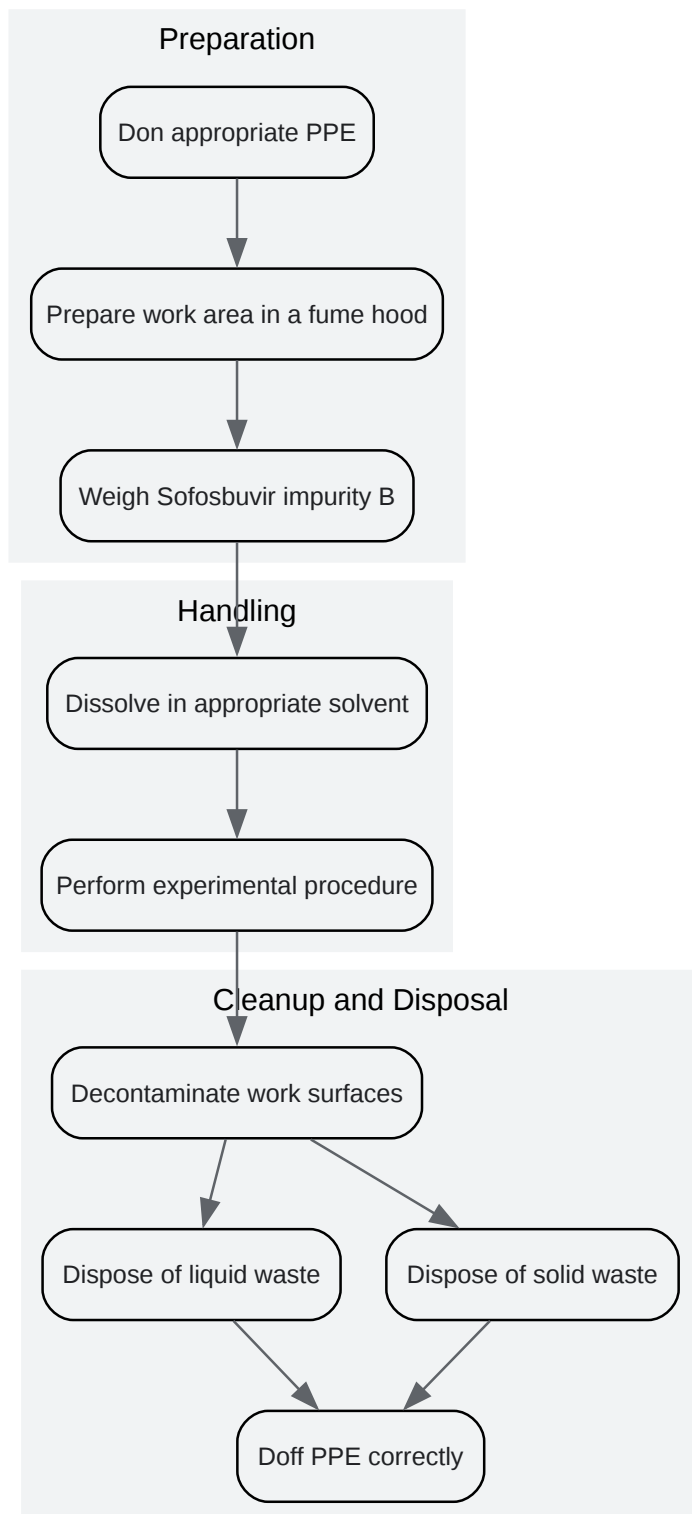 Preparation
Don appropriate PPE
Prepare work area in a fume hood
Weigh Sofosbuvir impurity B
Handling
Dissolve in appropriate solvent
Perform experimental procedure
Cleanup and Disposal
Decontaminate work surfaces
Dispose of liquid waste
Dispose of solid waste
Doff PPE correctly